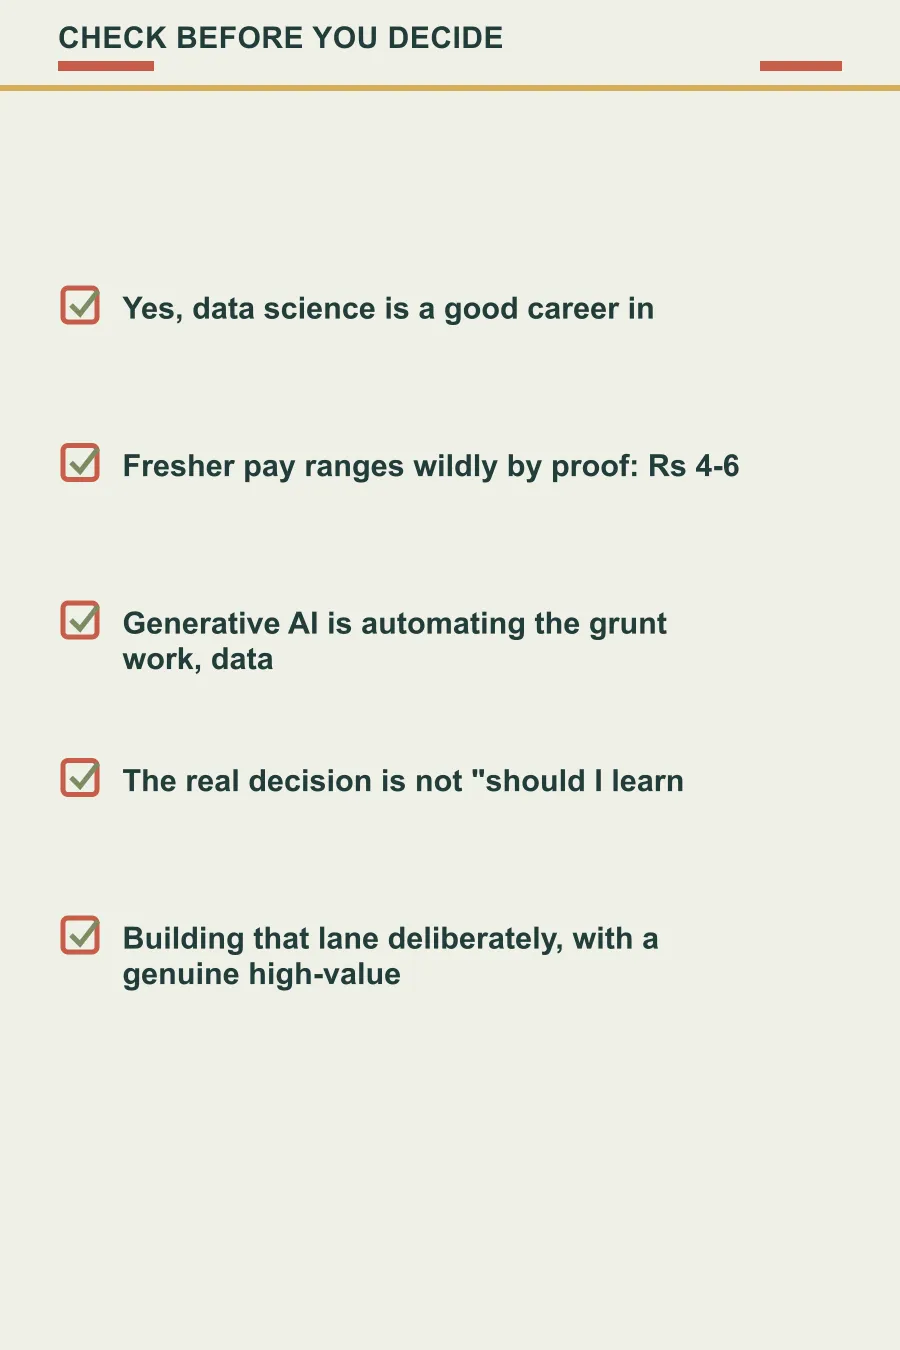 CHECK BEFORE YOU DECIDE
Yes, data science is a good career in
Fresher pay ranges wildly by proof: Rs 4-6
Generative AI is automating the grunt
work, data
The real decision is not "should I learn
Building that lane deliberately, with a
genuine high-value